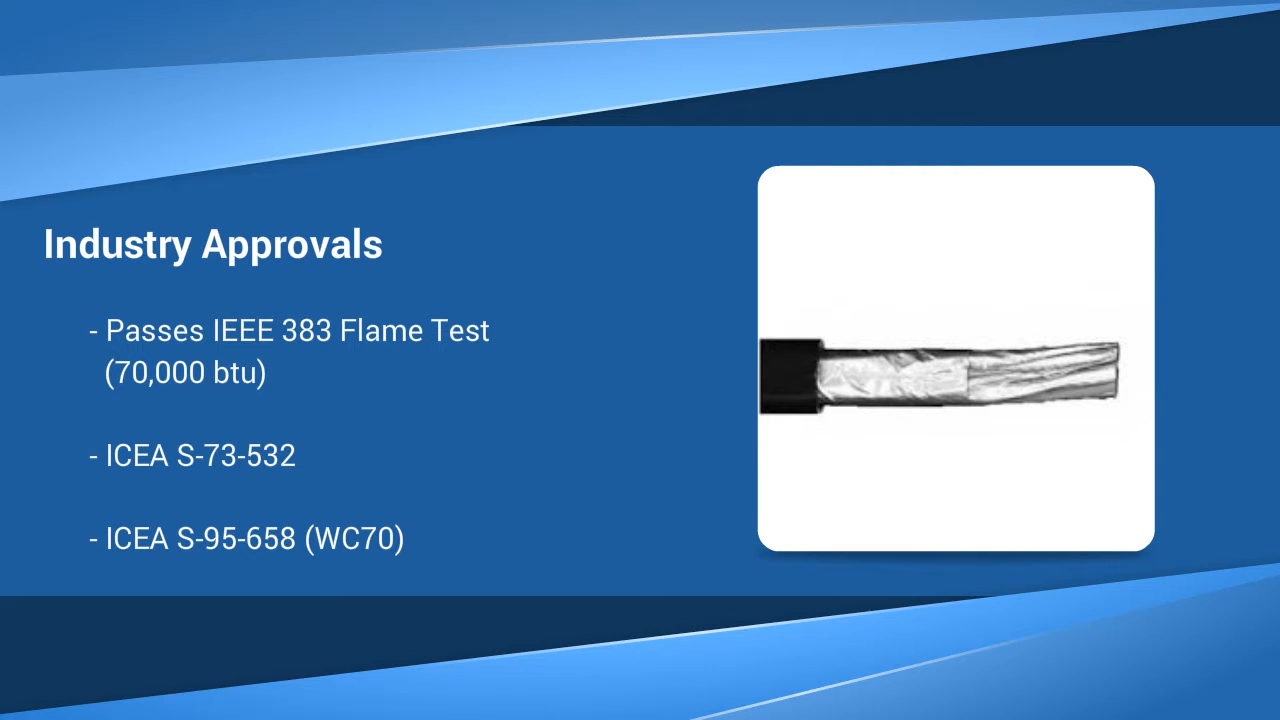 Industry Approvals
- Passes IEEE 383 Flame Test
(70,000 btu)
- ICEA S-73-532
- ICEA S-95-658 (WC70)